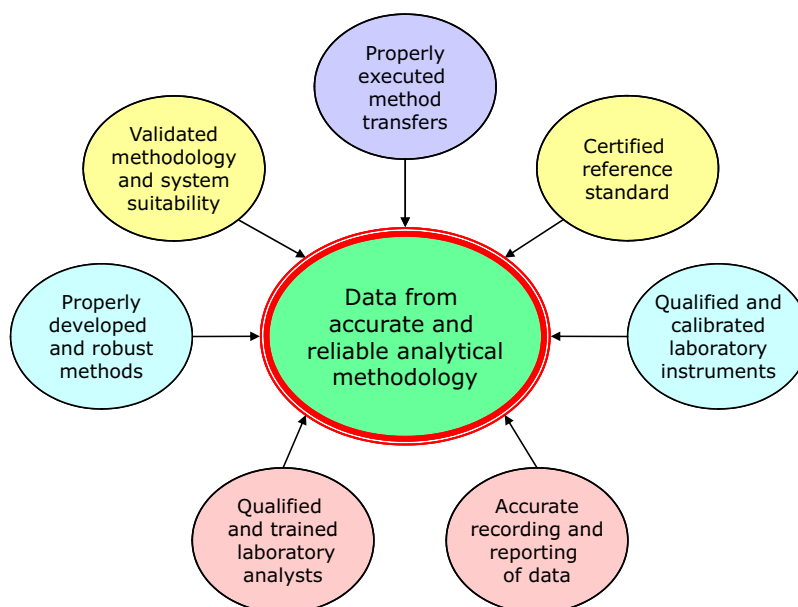 Properly
executed
method
transfers
Validated
methodology
and system
suitability
Certified
reference
standard
Properly
developed
and robust
methods
Data from
accurate and
reliable analytical
methodology
Qualified and
calibrated
laboratory
instruments
Qualified
and trained
laboratory
analysts
Accurate
recording and
reporting
of data